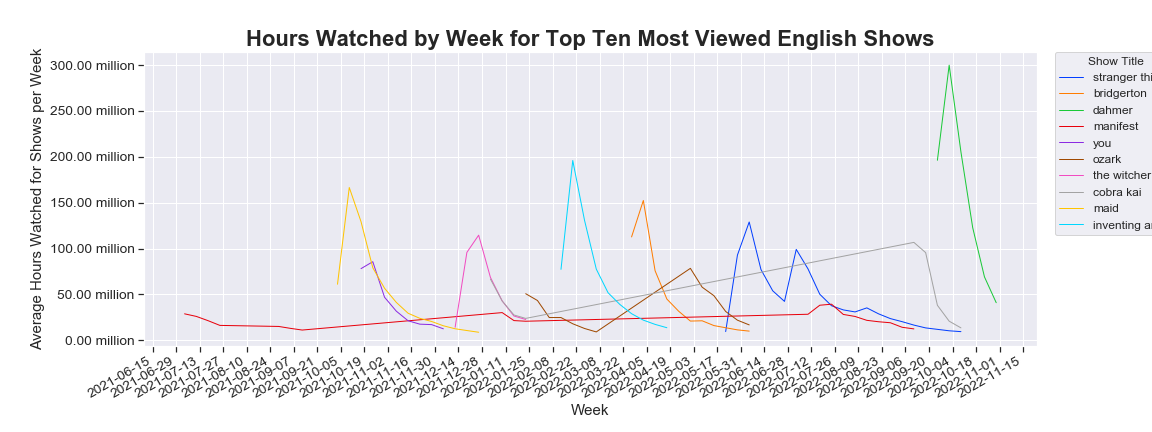 Hours Watched by Week for Top Ten Most Viewed English Shows
Average Hours Watched for Shows per Week
300.00 million
250.00 million
200.00 million
150.00 million
100.00 million
50.00 million
0.00 million
2021-06-15
2021-06-29
2021-07-13
2021-07-27
2021-08-10
2021-08-24
2021-09-07
2021-09-21
2021-10-05
2021-10-19
2021-11-02
2021-11-16
2021-11-30
2021-12-14
2021-12-28
2022-01-11
2022-01-25
2022-02-08
2022-02-22
2022-03-08
2022-03-22
2022-04-05
2022-04-19
2022-05-03
2022-05-17
2022-05-31
2022-06-14
2022-06-28
2022-07-12
2022-07-26
2022-08-09
2022-08-23
2022-09-06
2022-09-20
2022-10-04
2022-10-18
2022-11-01
2022-11-15
Week
Show Title
stranger thi
bridgerton
dahmer
manifest
you
ozark
the witcher
cobra kai
maid
inventing an